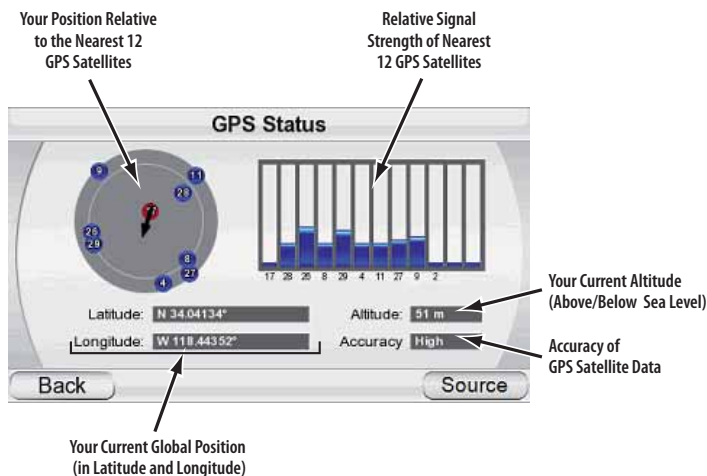 Your Position Relative
to the Nearest 12
GPS Satellites
Relative Signal
Strength of Nearest
12 GPS Satellites
GPS Status
9
11
28
26
29
8
27
4
17 28 26 8 29 4 11 27 9 2
Latitude: N 34.04134°
Altitude: 51 m
Longitude: W 118.44352°
Accuracy High
Your Current Altitude
(Above/Below Sea Level)
Accuracy of
GPS Satellite Data
Back
Source
Your Current Global Position
(in Latitude and Longitude)